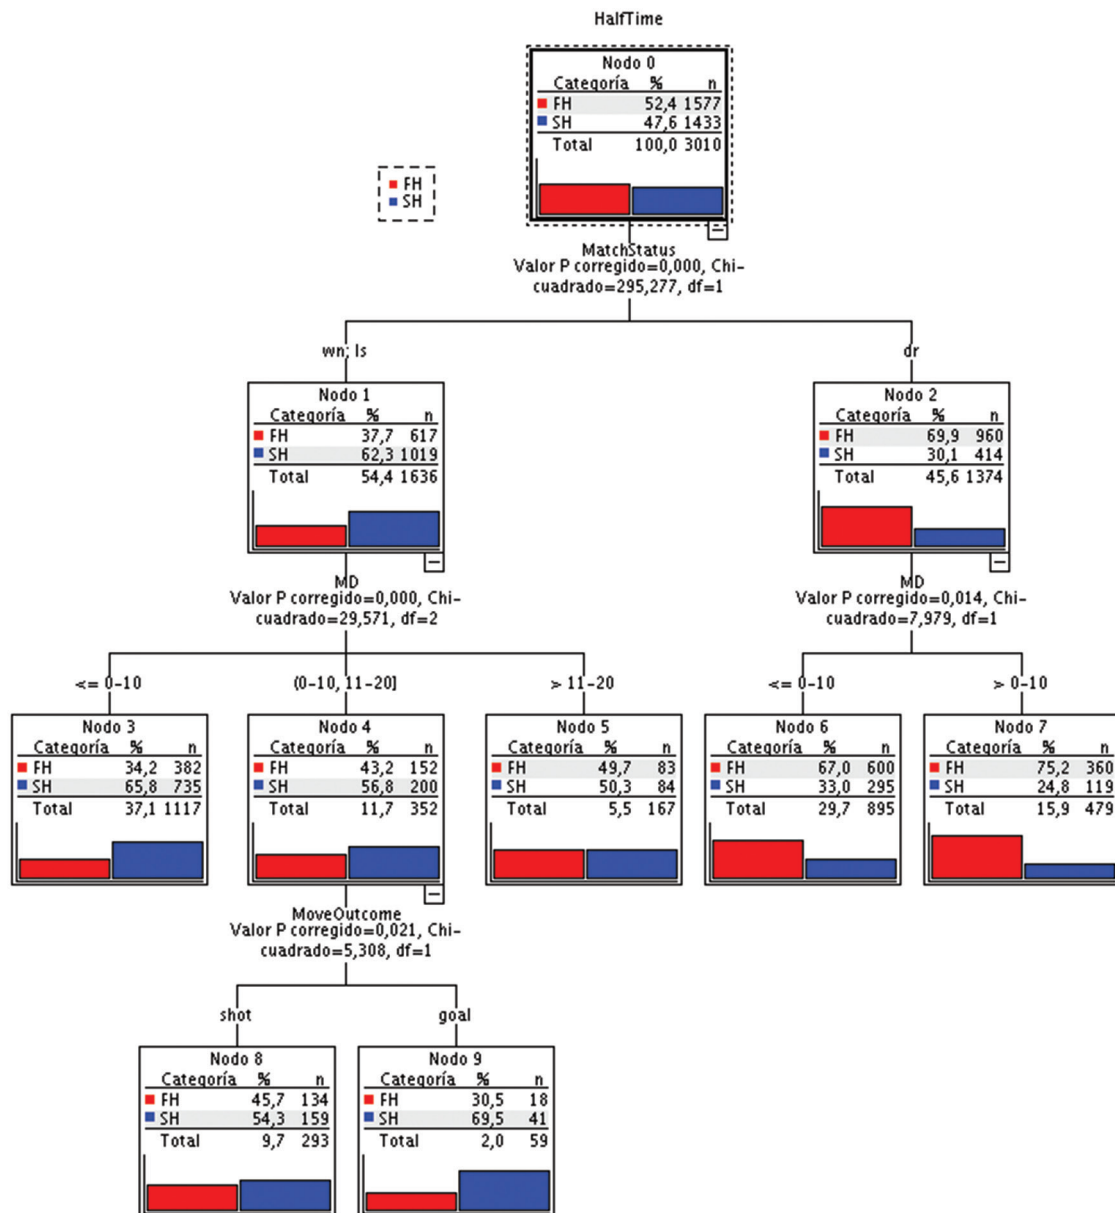 HalfTime
Nodo 0
Categoría % n
FH 52,4 1577
SH 47,6 1433
Total 100,0 3010
FH
SH
MatchStatus
Valor P corregido=0,000, Chi-
cuadrado=295,277, df=1
wn; ls
dr
Nodo 1
Categoría % n
FH 37,7 617
SH 62,3 1019
Total 54,4 1636
Nodo 2
Categoría % n
FH 69,9 960
SH 30,1 414
Total 45,6 1374
MD
Valor P corregido=0,000, Chi-
cuadrado=29,571, df=2
MD
Valor P corregido=0,014, Chi-
cuadrado=7,979, df=1
<= 0-10
(0-10, 11-20]
> 11-20
<= 0-10
> 0-10
Nodo 3
Categoría % n
FH 34,2 382
SH 65,8 735
Total 37,1 1117
Nodo 4
Categoría % n
FH 43,2 152
SH 56,8 200
Total 11,7 352
Nodo 5
Categoría % n
FH 49,7 83
SH 50,3 84
Total 5,5 167
Nodo 6
Categoría % n
FH 67,0 600
SH 33,0 295
Total 29,7 895
Nodo 7
Categoría % n
FH 75,2 360
SH 24,8 119
Total 15,9 479
MoveOutcome
Valor P corregido=0,021, Chi-
cuadrado=5,308, df=1
shot
goal
Nodo 8
Categoría % n
FH 45,7 134
SH 54,3 159
Total 9,7 293
Nodo 9
Categoría % n
FH 30,5 18
SH 69,5 41
Total 2,0 59